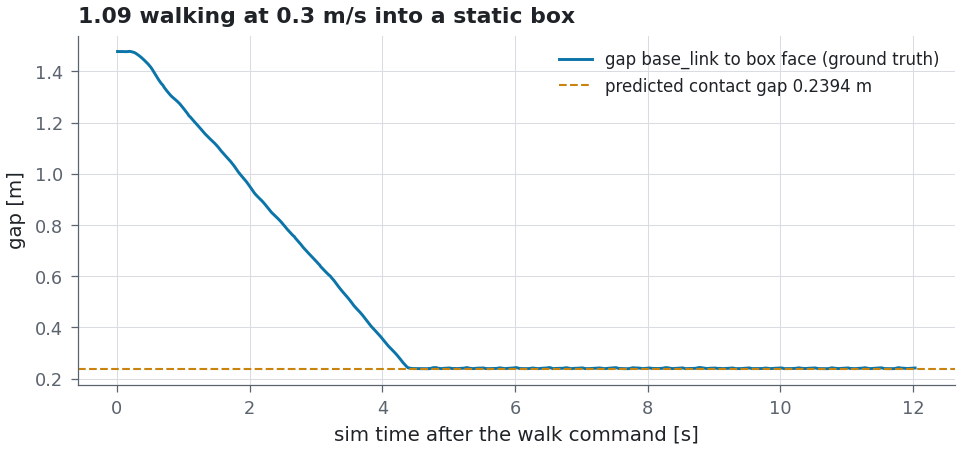 1.09 walking at 0.3 m/s into a static box
gap base_link to box face (ground truth)
predicted contact gap 0.2394 m
gap [m]
1.4
1.2
1.0
0.8
0.6
0.4
0.2
0 2 4 6 8 10 12
sim time after the walk command [s]